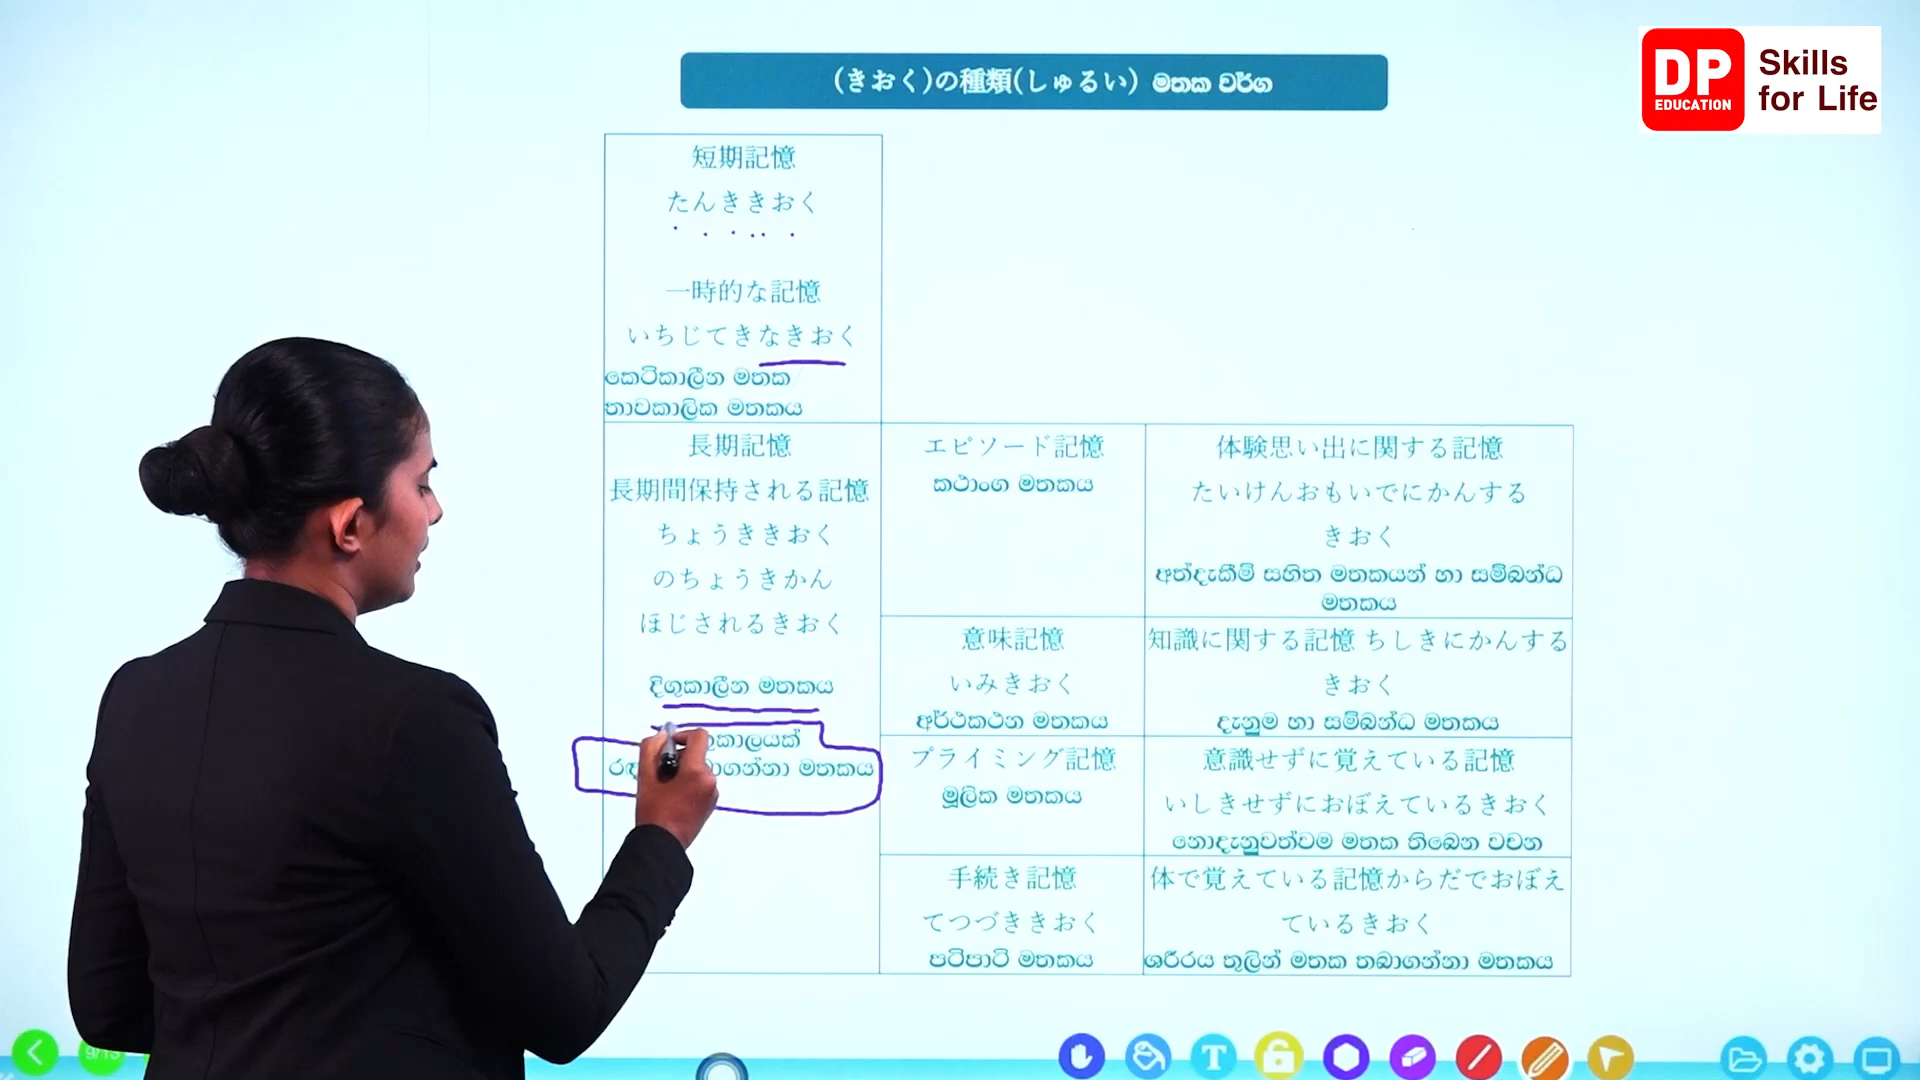 (きおく)の種類(しゅるい) මතක වර්ග
DP
EDUCATION
Skills
for Life
短期記憶
たんききおく
一時的な記憶
いちじてきなきおく
කෙටිකාලීන මතක
තාවකාලික මතකය
長期記憶
長期間保持される記憶
ちょうききおく
のちょうきかん
ほじされるきおく
දිගුකාලීන මතකය
මතකය
エピソード記憶
කථාංග මතකය
体験思い出に関する記憶
たいけんおもいでにかんする
きおく
අත්දැකීම් සහිත මතකයන් හා සම්බන්ධ
මතකය
意味記憶
いみきおく
අර්ථකථන මතකය
知識に関する記憶 ちしきにかんする
きおく
දැනුම හා සම්බන්ධ මතකය
プライミング記憶
මූලික මතකය
意識せずに覚えている記憶
いしきせずにおぼえているきおく
නොදැනුවත්වම මතක තිබෙන වචන
手続き記憶
てつづききおく
පටිපාටි මතකය
体で覚えている記憶からだでおぼえ
ているきおく
ශරීරය තුලින් මතක තබාගන්නා මතකය
9/13
T